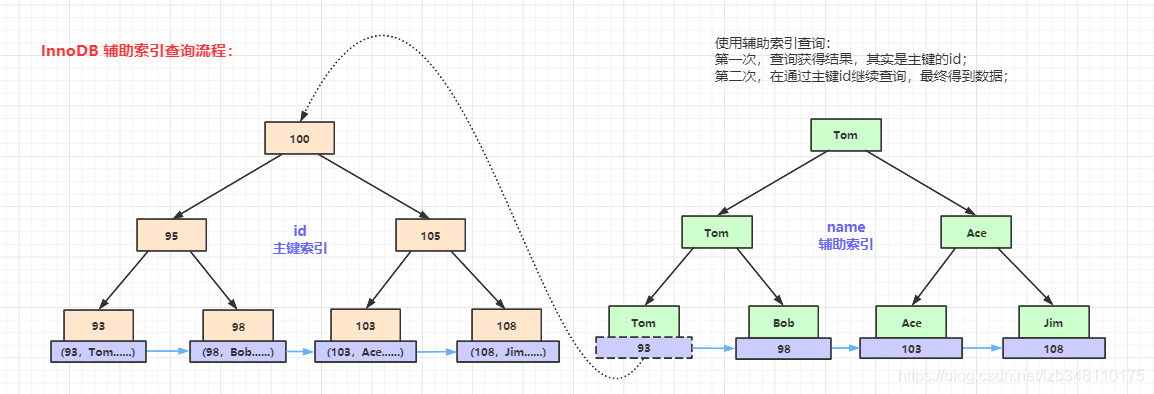 InnoDB 辅助索引查询流程：
使用辅助索引查询：
第一次，查询获得结果，其实是主键的id；
第二次，在通过主键id继续查询，最终得到数据；
100
Tom
95
id
主键索引
105
Tom
name
辅助索引
Ace
93
98
103
108
Tom
Bob
Ace
Jim
(93，Tom......)
(98，Bob......)
(103，Ace......)
(108，Jim......)
93
98
103
108
https://blog.csdn.net/lzb348110175